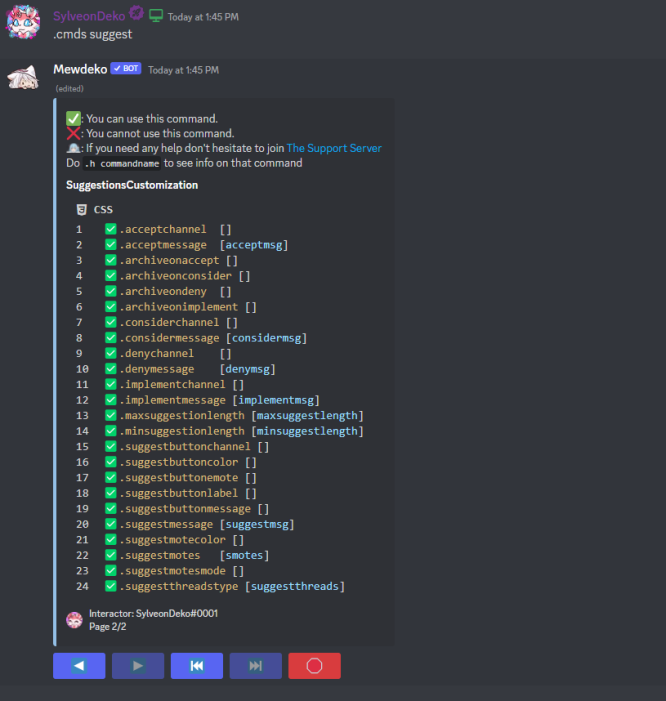 SylveonDeko Today at 1:45 PM
.cmds suggest
Mewdeko ✓ BOT Today at 1:45 PM
(edited)
✅: You can use this command.
❌: You cannot use this command.
: If you need any help don't hesitate to join The Support Server
Do .h commandname to see info on that command
SuggestionsCustomization
CSS
1 ✅.acceptchannel []
2 ✅.acceptmessage [acceptmsg]
3 ✅.archiveonaccept []
4 ✅.archiveonconsider []
5 ✅.archiveondeny []
6 ✅.archiveonimplement []
7 ✅.considerchannel []
8 ✅.considermessage [considermsg]
9 ✅.denychannel []
10 ✅.denymessage [denymsg]
11 ✅.implementchannel []
12 ✅.implementmessage [implementmsg]
13 ✅.maxsuggestionlength [maxsuggestlength]
14 ✅.minsuggestionlength [minsuggestlength]
15 ✅.suggestbuttonchannel []
16 ✅.suggestbuttoncolor []
17 ✅.suggestbuttonemote []
18 ✅.suggestbuttonlabel []
19 ✅.suggestbuttonmessage []
20 ✅.suggestmessage [suggestmsg]
21 ✅.suggestmotecolor []
22 ✅.suggestmotes [smotes]
23 ✅.suggestmotesmode []
24 ✅.suggestthreadstype [suggestthreads]
Interactor: SylveonDeko#0001
Page 2/2